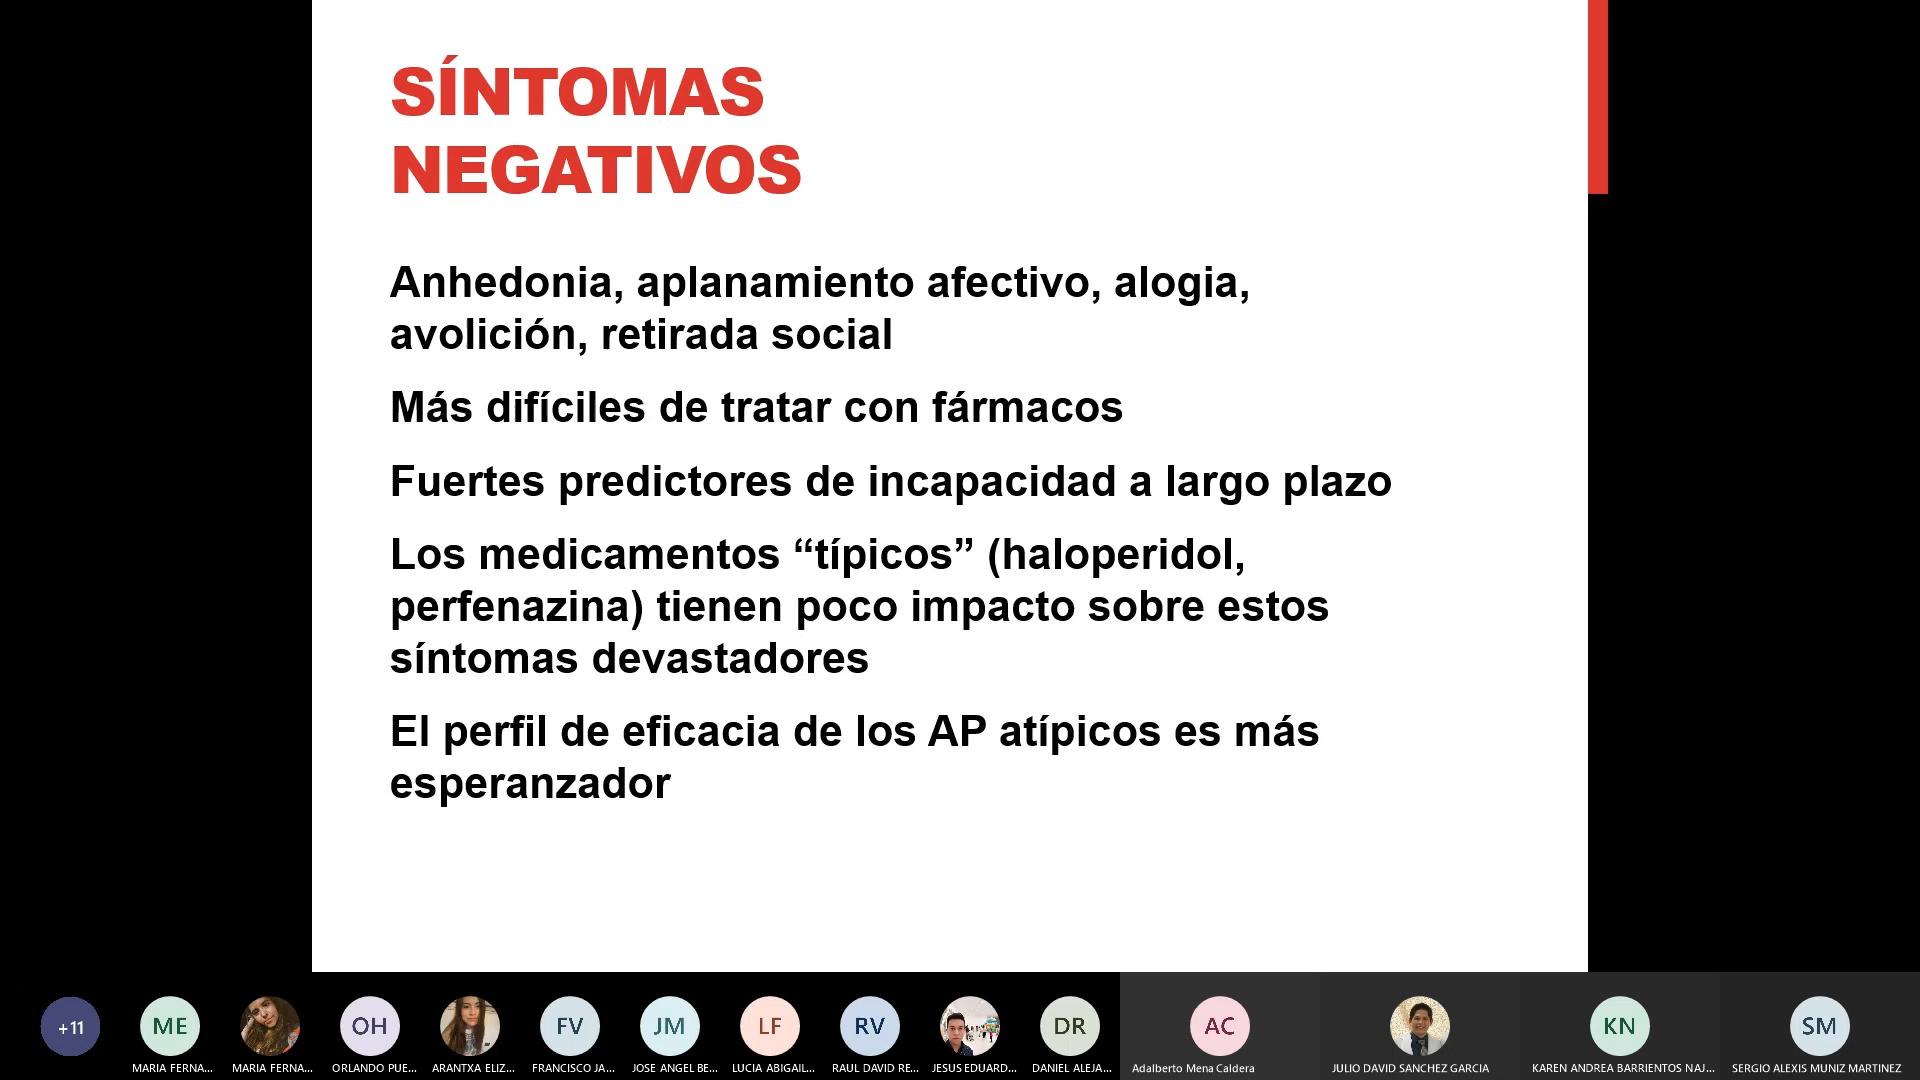 SÍNTOMAS
NEGATIVOS
Anhedonia, aplanamiento afectivo, alogia,
avolición, retirada social
Más difíciles de tratar con fármacos
Fuertes predictores de incapacidad a largo plazo
Los medicamentos “típicos” (haloperidol,
perfenazina) tienen poco impacto sobre estos
síntomas devastadores
El perfil de eficacia de los AP atípicos es más
esperanzador
+11
ME
OH
FV
JM
LF
RV
DR
AC
KN
SM
MARIA FERNA...
MARIA FERNA...
ORLANDO PUE...
ARANTXA ELIZ...
FRANCISCO JA...
JOSE ANGEL BE...
LUCIA ABIGAIL...
RAUL DAVID RE...
JESUS EDUARD...
DANIEL ALEJA...
Adalberto Mena Caldera
JULIO DAVID SANCHEZ GARCIA
KAREN ANDREA BARRIENTOS NAJ...
SERGIO ALEXIS MUNIZ MARTINEZ